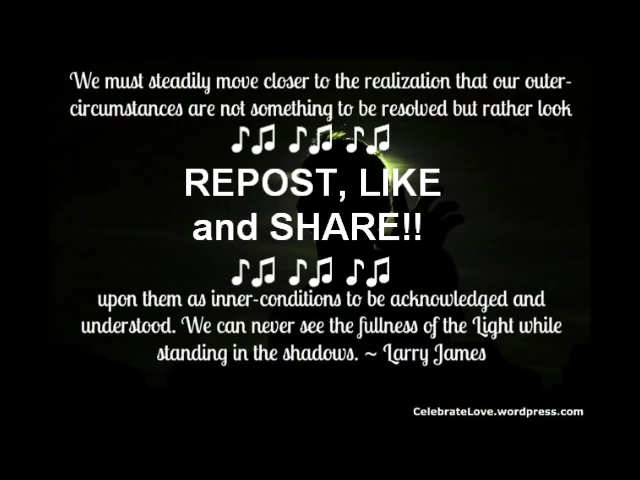 We must steadily move closer to the realization that our outer-
circumstances are not something to be resolved but rather look
♪♫ ♪♫ ♪♫
REPOST, LIKE
and SHARE!!
♪♫ ♪♫ ♪♫
upon them as inner-conditions to be acknowledged and
understood. We can never see the fullness of the Light while
standing in the shadows. ~ Larry James
CelebrateLove.wordpress.com